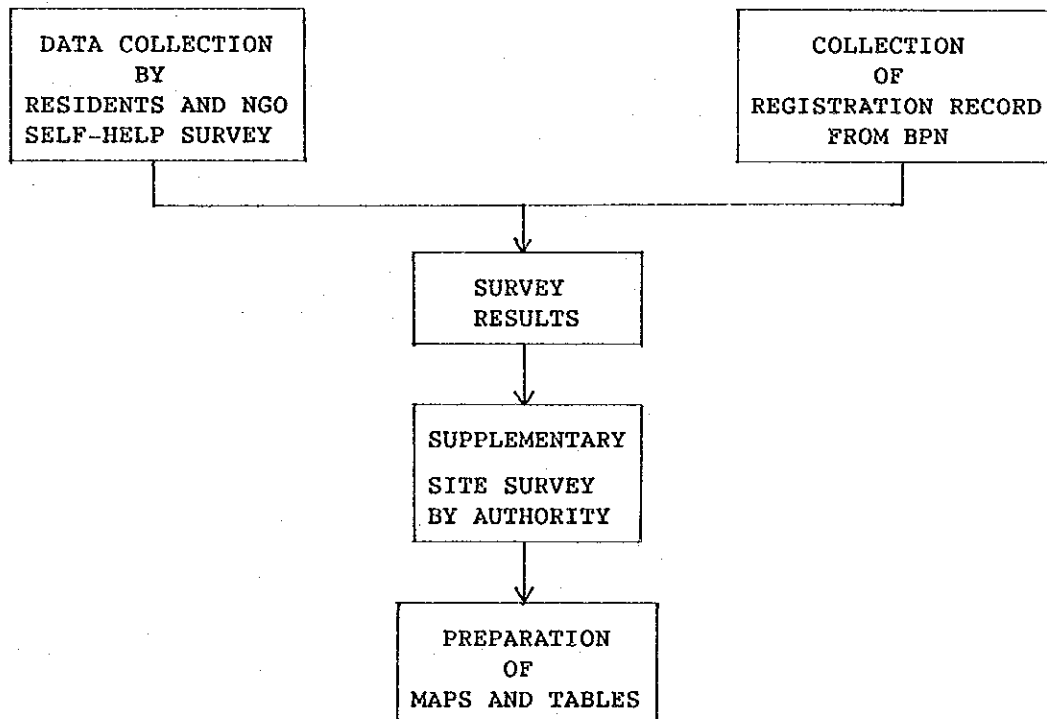 DATA COLLECTION
BY
RESIDENTS AND NGO
SELF-HELP SURVEY
COLLECTION
OF
REGISTRATION RECORD
FROM BPN
SURVEY
RESULTS
SUPPLEMENTARY
SITE SURVEY
BY AUTHORITY
PREPARATION
OF
MAPS AND TABLES